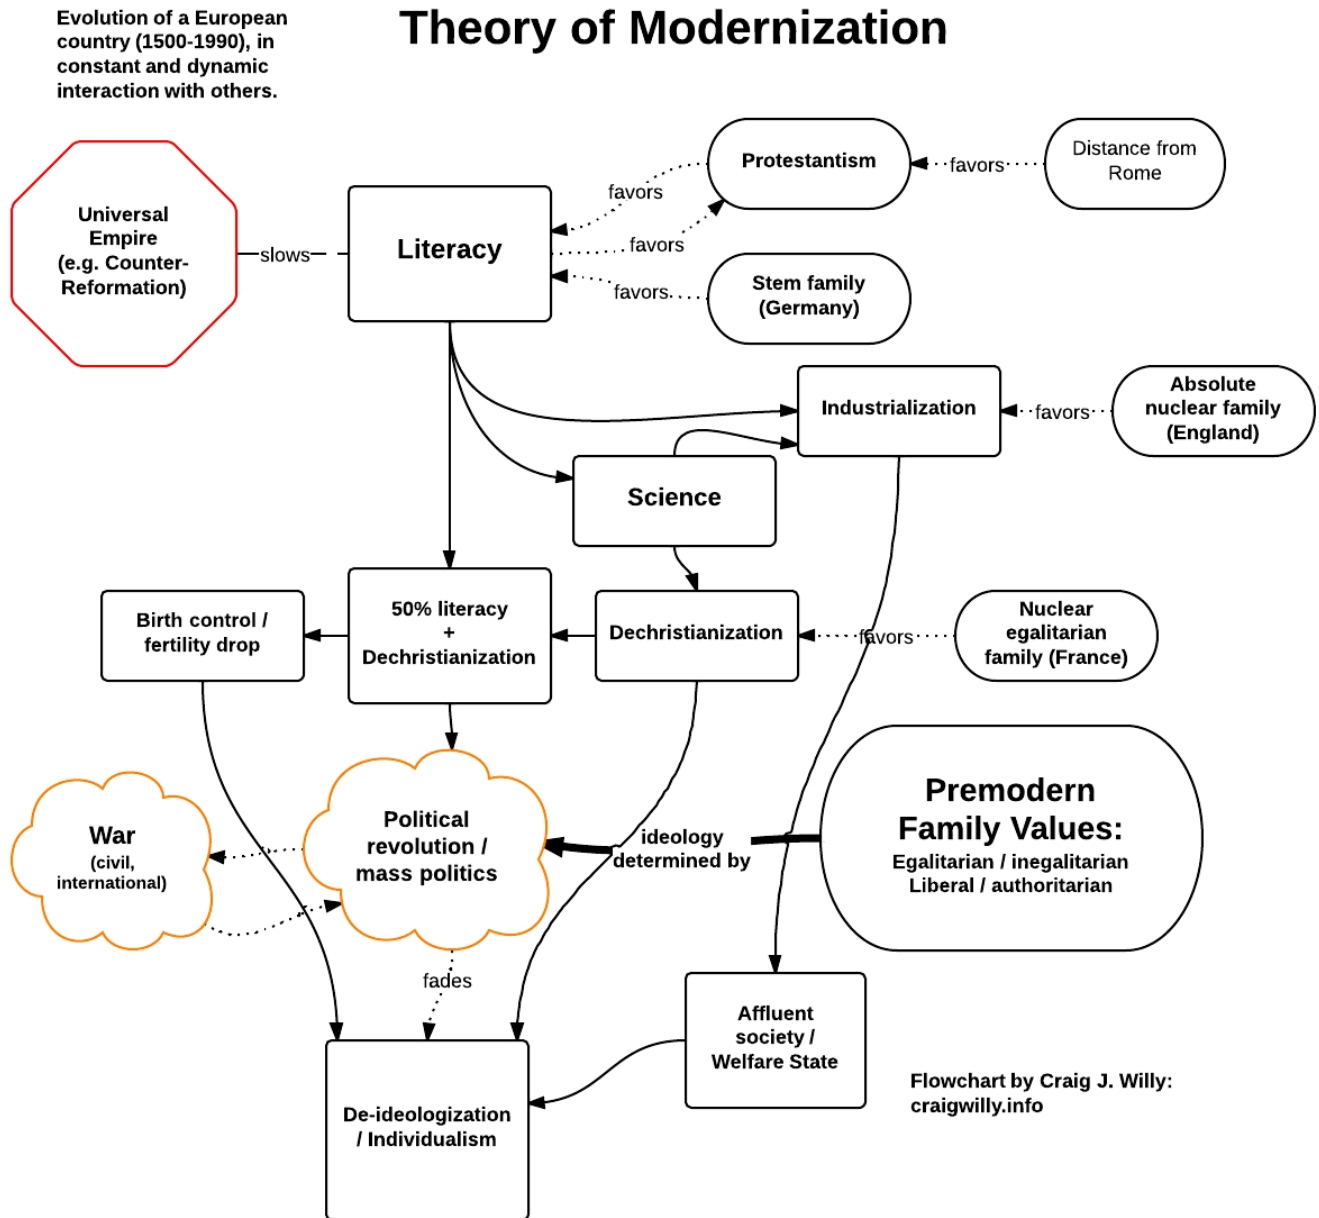 Evolution of a European
country (1500-1990), in
constant and dynamic
interaction with others.
Theory of Modernization
Universal
Empire
(e.g. Counter-
Reformation)
slows
Literacy
favors
favors
favors
Protestantism
favors
Distance from
Rome
Stem family
(Germany)
Industrialization
favors
Absolute
nuclear family
(England)
Science
Birth control /
fertility drop
50% literacy
+
Dechristianization
Dechristianization
favors
Nuclear
egalitarian
family (France)
War
(civil,
international)
Political
revolution /
mass politics
ideology
determined by
Premodern
Family Values:
Egalitarian / inegalitarian
Liberal / authoritarian
fades
De-ideologization
/ Individualism
Affluent
society /
Welfare State
Flowchart by Craig J. Willy:
craigwilly.info